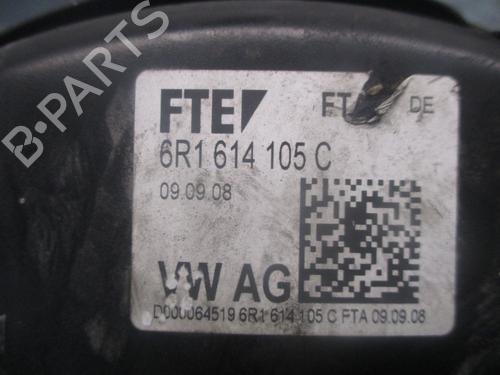 B PARTS
FTE
DE
6R1 614 105 C
09.09.08
VW AG
D000064519 6R1 614 105 C FTA 09.09.08